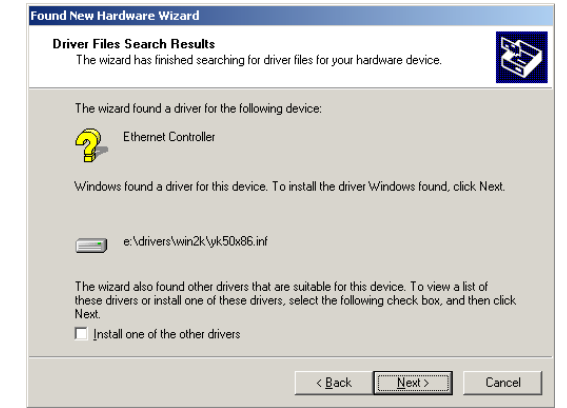 Found New Hardware Wizard
Driver Files Search Results
The wizard has finished searching for driver files for your hardware device.
The wizard found a driver for the following device:
Ethernet Controller
Windows found a driver for this device. To install the driver Windows found, click Next.
e:\drivers\win2k\yk50x86.inf
The wizard also found other drivers that are suitable for this device. To view a list of
these drivers or install one of these drivers, select the following check box, and then click
Next.
Install one of the other drivers
< Back Next > Cancel